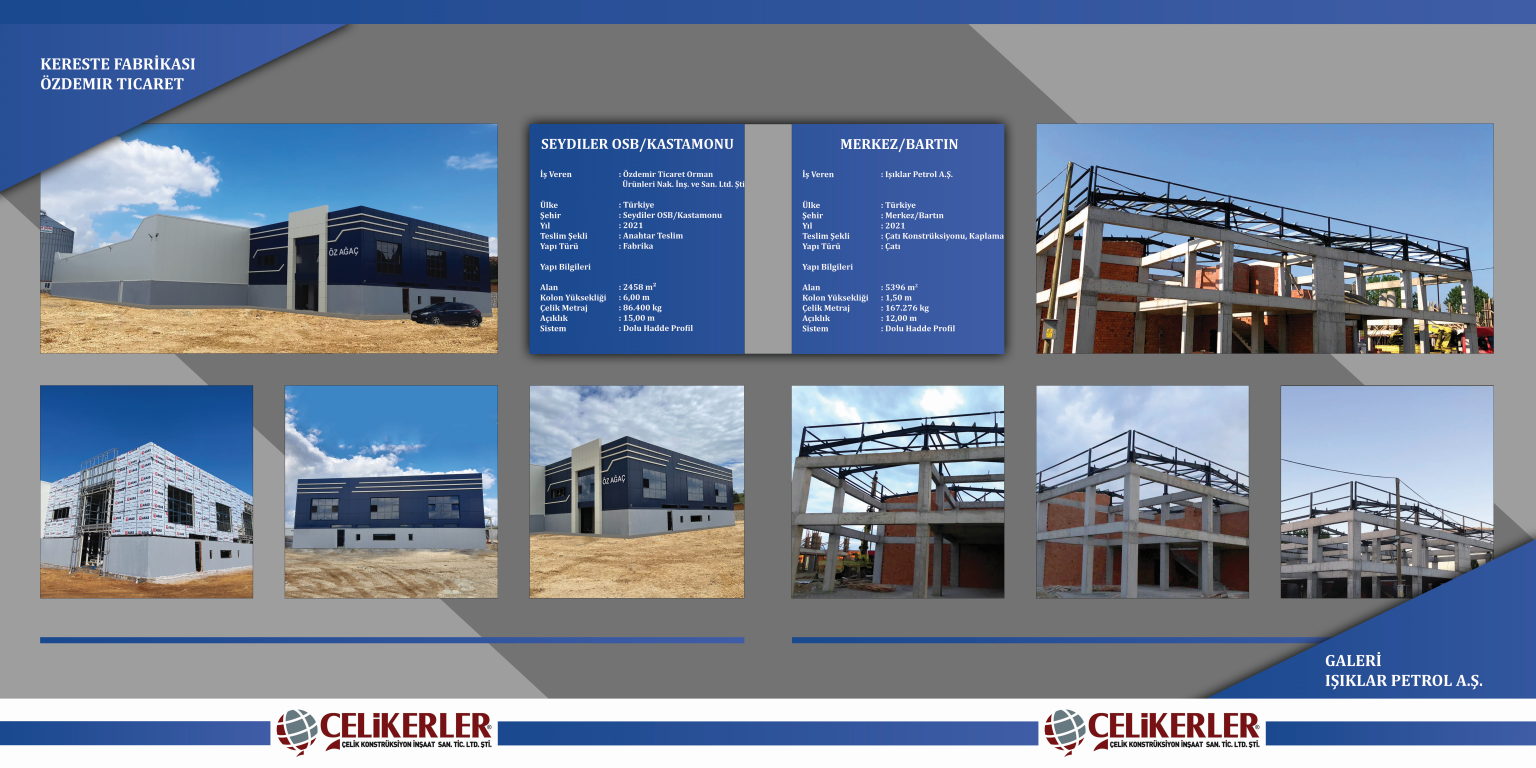 KERESTE FABRİKASI
ÖZDEMIR TICARET
SEYDILER OSB/KASTAMONU
İş Veren : Özdemir Ticaret Orman
Ürünleri Nak. İnş. ve San. Ltd. Şti
Ülke : Türkiye
Şehir : Seydiler OSB/Kastamonu
Yıl : 2021
Teslim Şekli : Anahtar Teslim
Yapı Türü : Fabrika
Yapı Bilgileri
Alan : 2458 m²
Kolon Yüksekliği : 6,00 m
Çelik Metraj : 86.400 kg
Açıklık : 15,00 m
Sistem : Dolu Hadde Profil
MERKEZ/BARTIN
İş Veren : Işıklar Petrol A.Ş.
Ülke : Türkiye
Şehir : Merkez/Bartın
Yıl : 2021
Teslim Şekli : Çatı Konstrüksiyonu, Kaplama
Yapı Türü : Çatı
Yapı Bilgileri
Alan : 5396 m²
Kolon Yüksekliği : 1,50 m
Çelik Metraj : 167.276 kg
Açıklık : 12,00 m
Sistem : Dolu Hadde Profil
ÖZ AĞAÇ
ÖZ AĞAÇ
GALERİ
IŞIKLAR PETROL A.Ş.
ÇELİKERLER®
ÇELİK KONSTRÜKSİYON İNŞAAT SAN. TİC. LTD. ŞTİ.
ÇELİKERLER®
ÇELİK KONSTRÜKSİYON İNŞAAT SAN. TİC. LTD. ŞTİ.